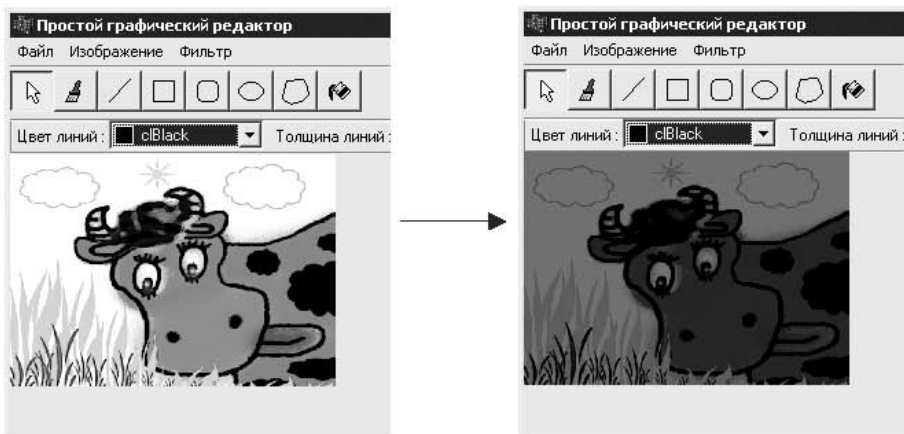 Простой графический редактор
Файл Изображение Фильтр
Цвет линий : clBlack Толщина линий :
Простой графический редактор
Файл Изображение Фильтр
Цвет линий : clBlack Толщина линий :